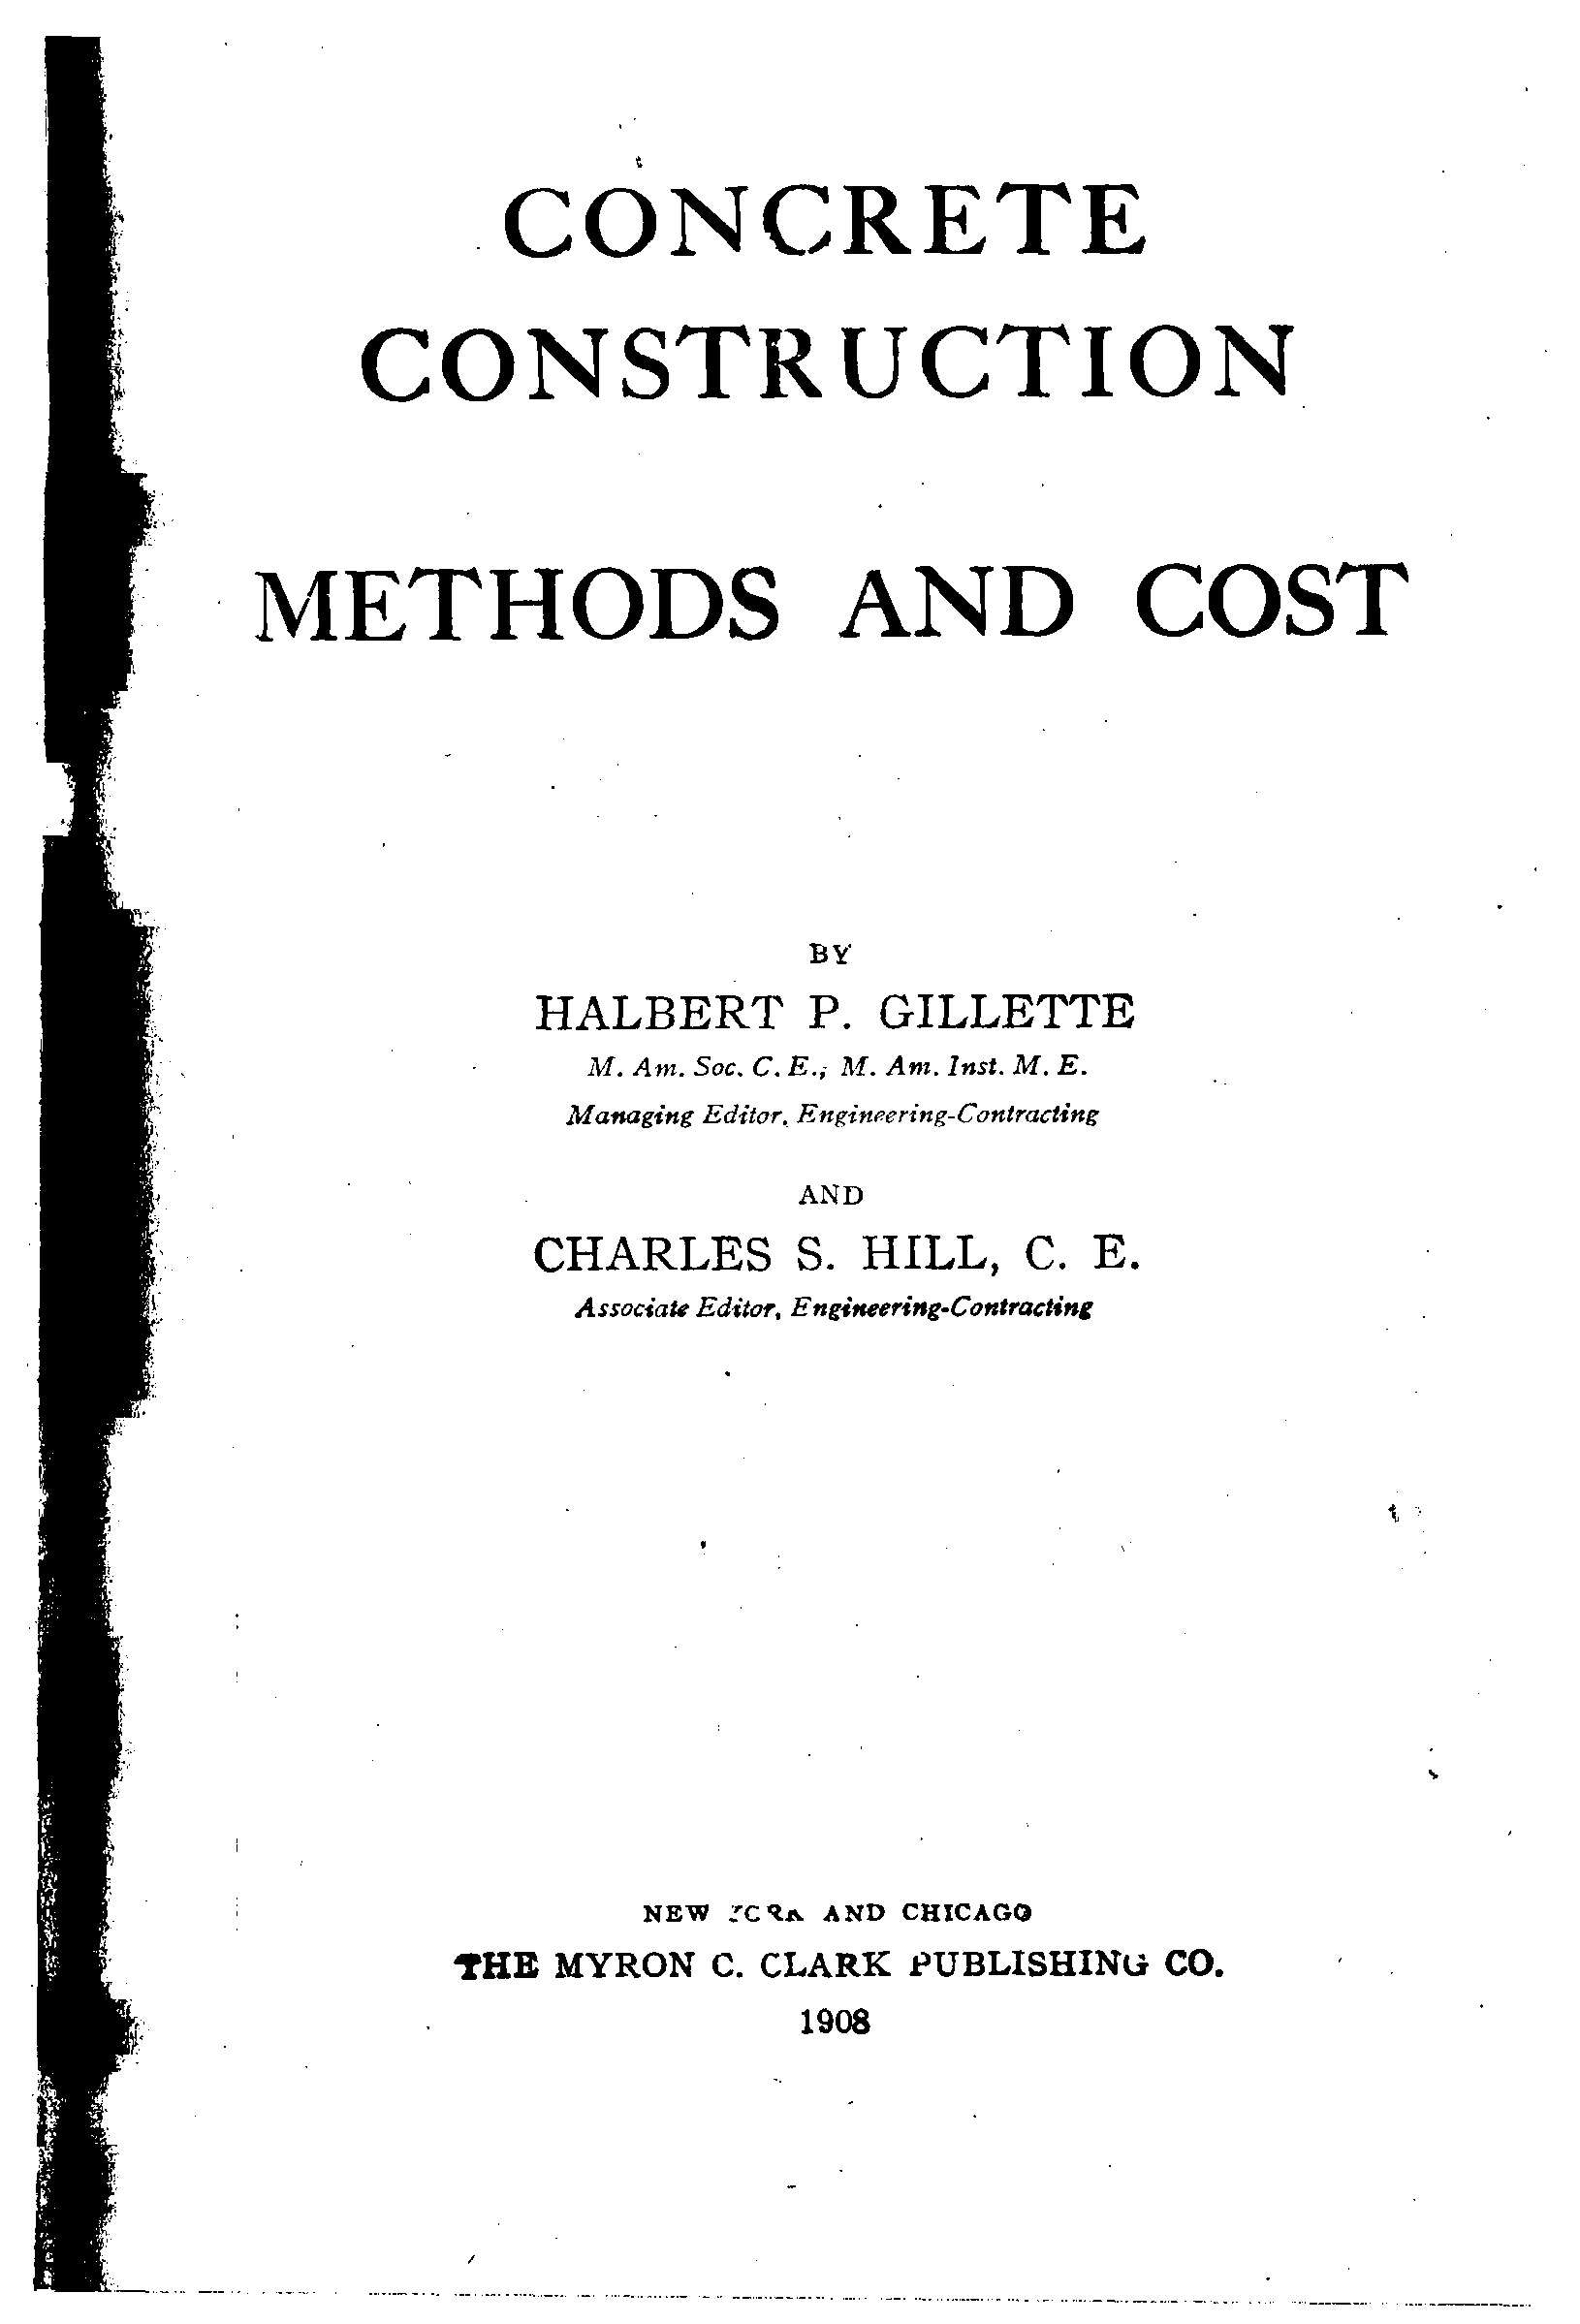 CONCRETE
CONSTRUCTION
METHODS AND COST
BY
HALBERT P. GILLETTE
M. Am. Soc. C. E.; M. Am. Inst. M. E.
Managing Editor, Engineering-Contracting
AND
CHARLES S. HILL, C. E.
Associate Editor, Engineering-Contracting
NEW YORK AND CHICAGO
THE MYRON C. CLARK PUBLISHING CO.
1908